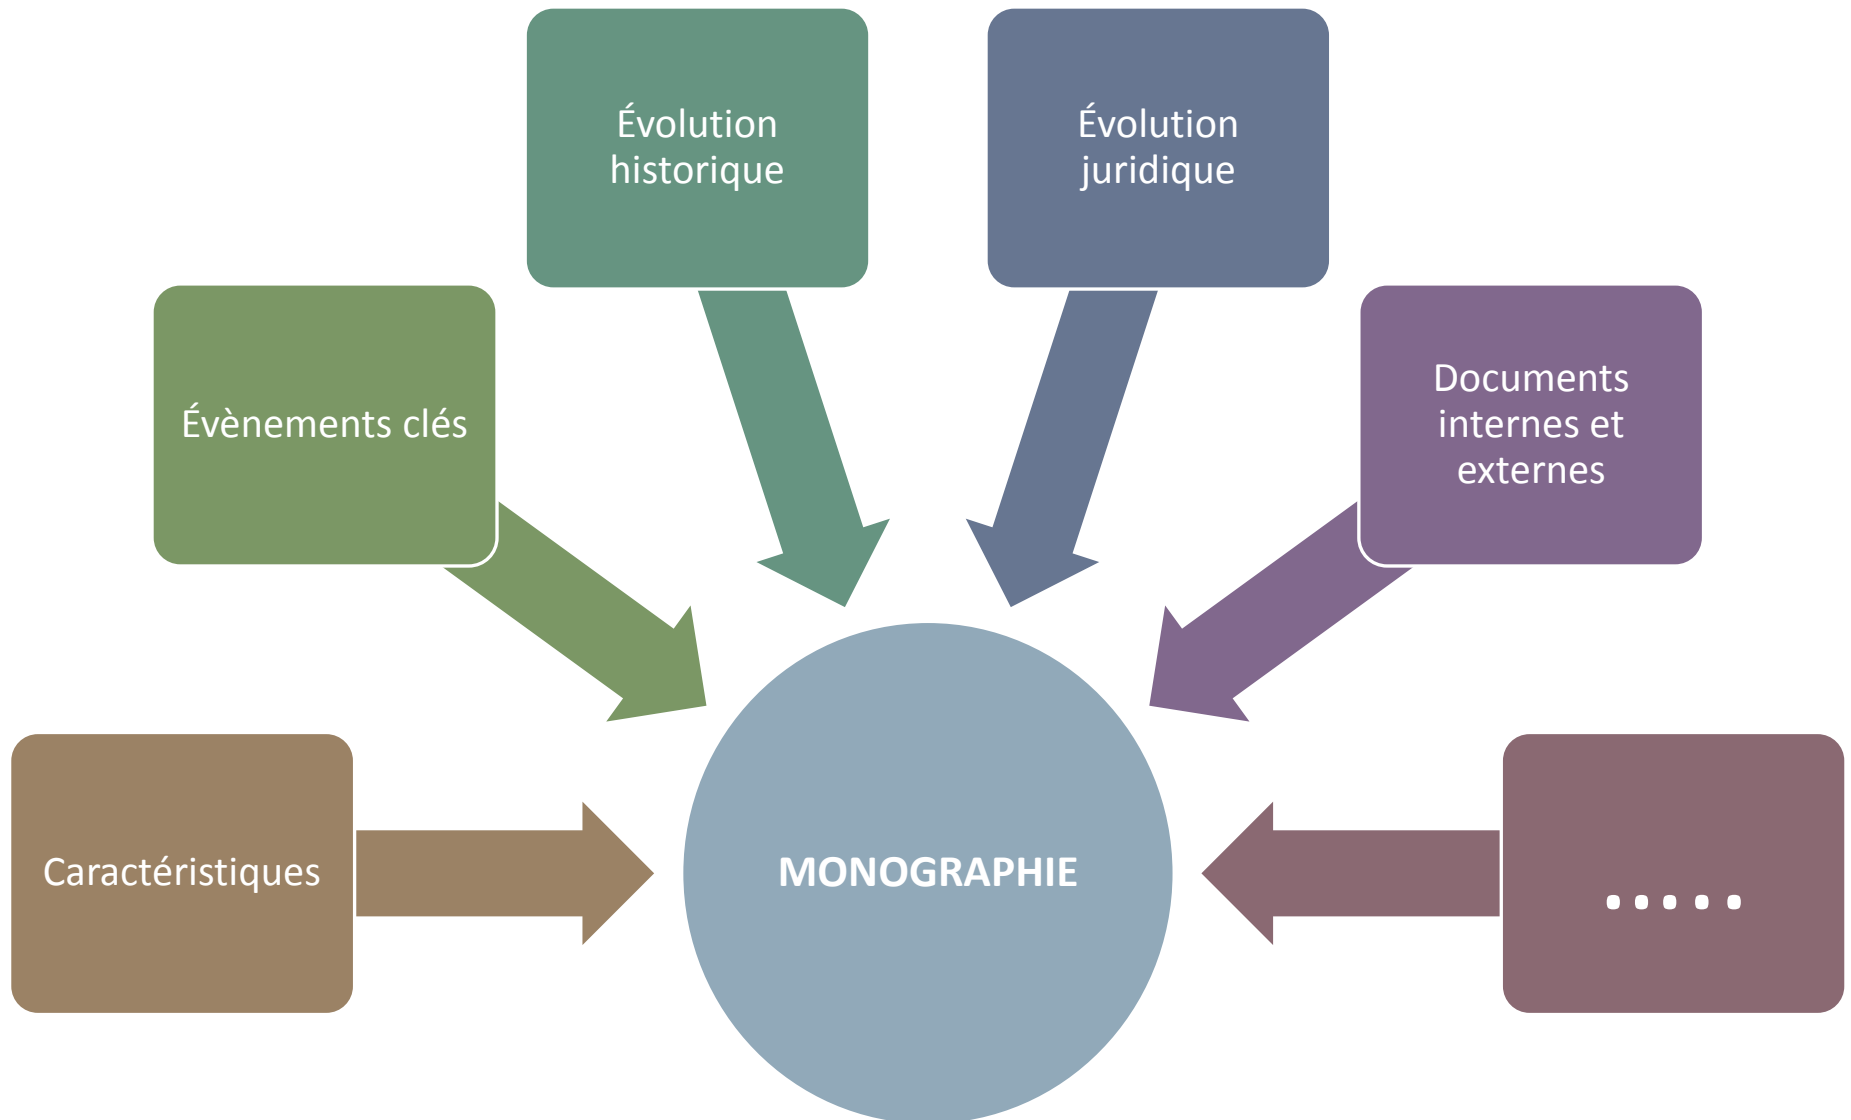 Évolution
historique
Évolution
juridique
Évènements clés
Documents
internes et
externes
Caractéristiques
MONOGRAPHIE
.....